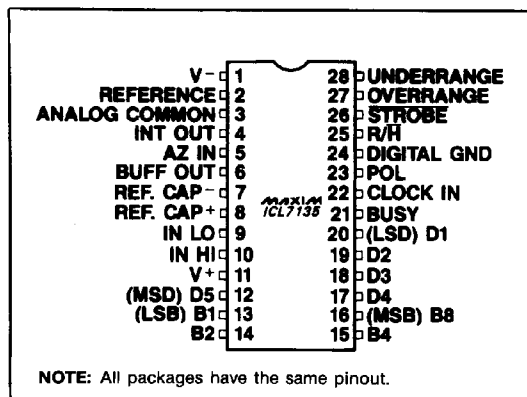 V− 1 28 UNDERRANGE
REFERENCE 2 27 OVERRANGE
ANALOG COMMON 3 26 STROBE
INT OUT 4 25 R/H
AZ IN 5 24 DIGITAL GND
BUFF OUT 6 23 POL
REF. CAP− 7 22 CLOCK IN
REF. CAP+ 8 MAXIM ICL7135 21 BUSY
IN LO 9 20 (LSD) D1
IN HI 10 19 D2
V+ 11 18 D3
(MSD) D5 12 17 D4
(LSB) B1 13 16 (MSB) B8
B2 14 15 B4
NOTE: All packages have the same pinout.